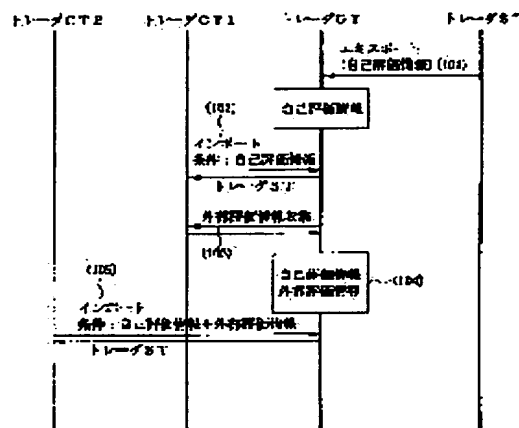 トレーダCT2 トレーダCT1 トレーダCT トレーダST
エキスポート
(自己評価情報) (101)
自己評価情報
(102)
インポート
条件:自己評価情報
トレーダST
外部評価情報収集
(103)
自己評価情報
外部評価情報
(104)
(105)
インポート
条件:自己評価情報+外部評価情報
トレーダST